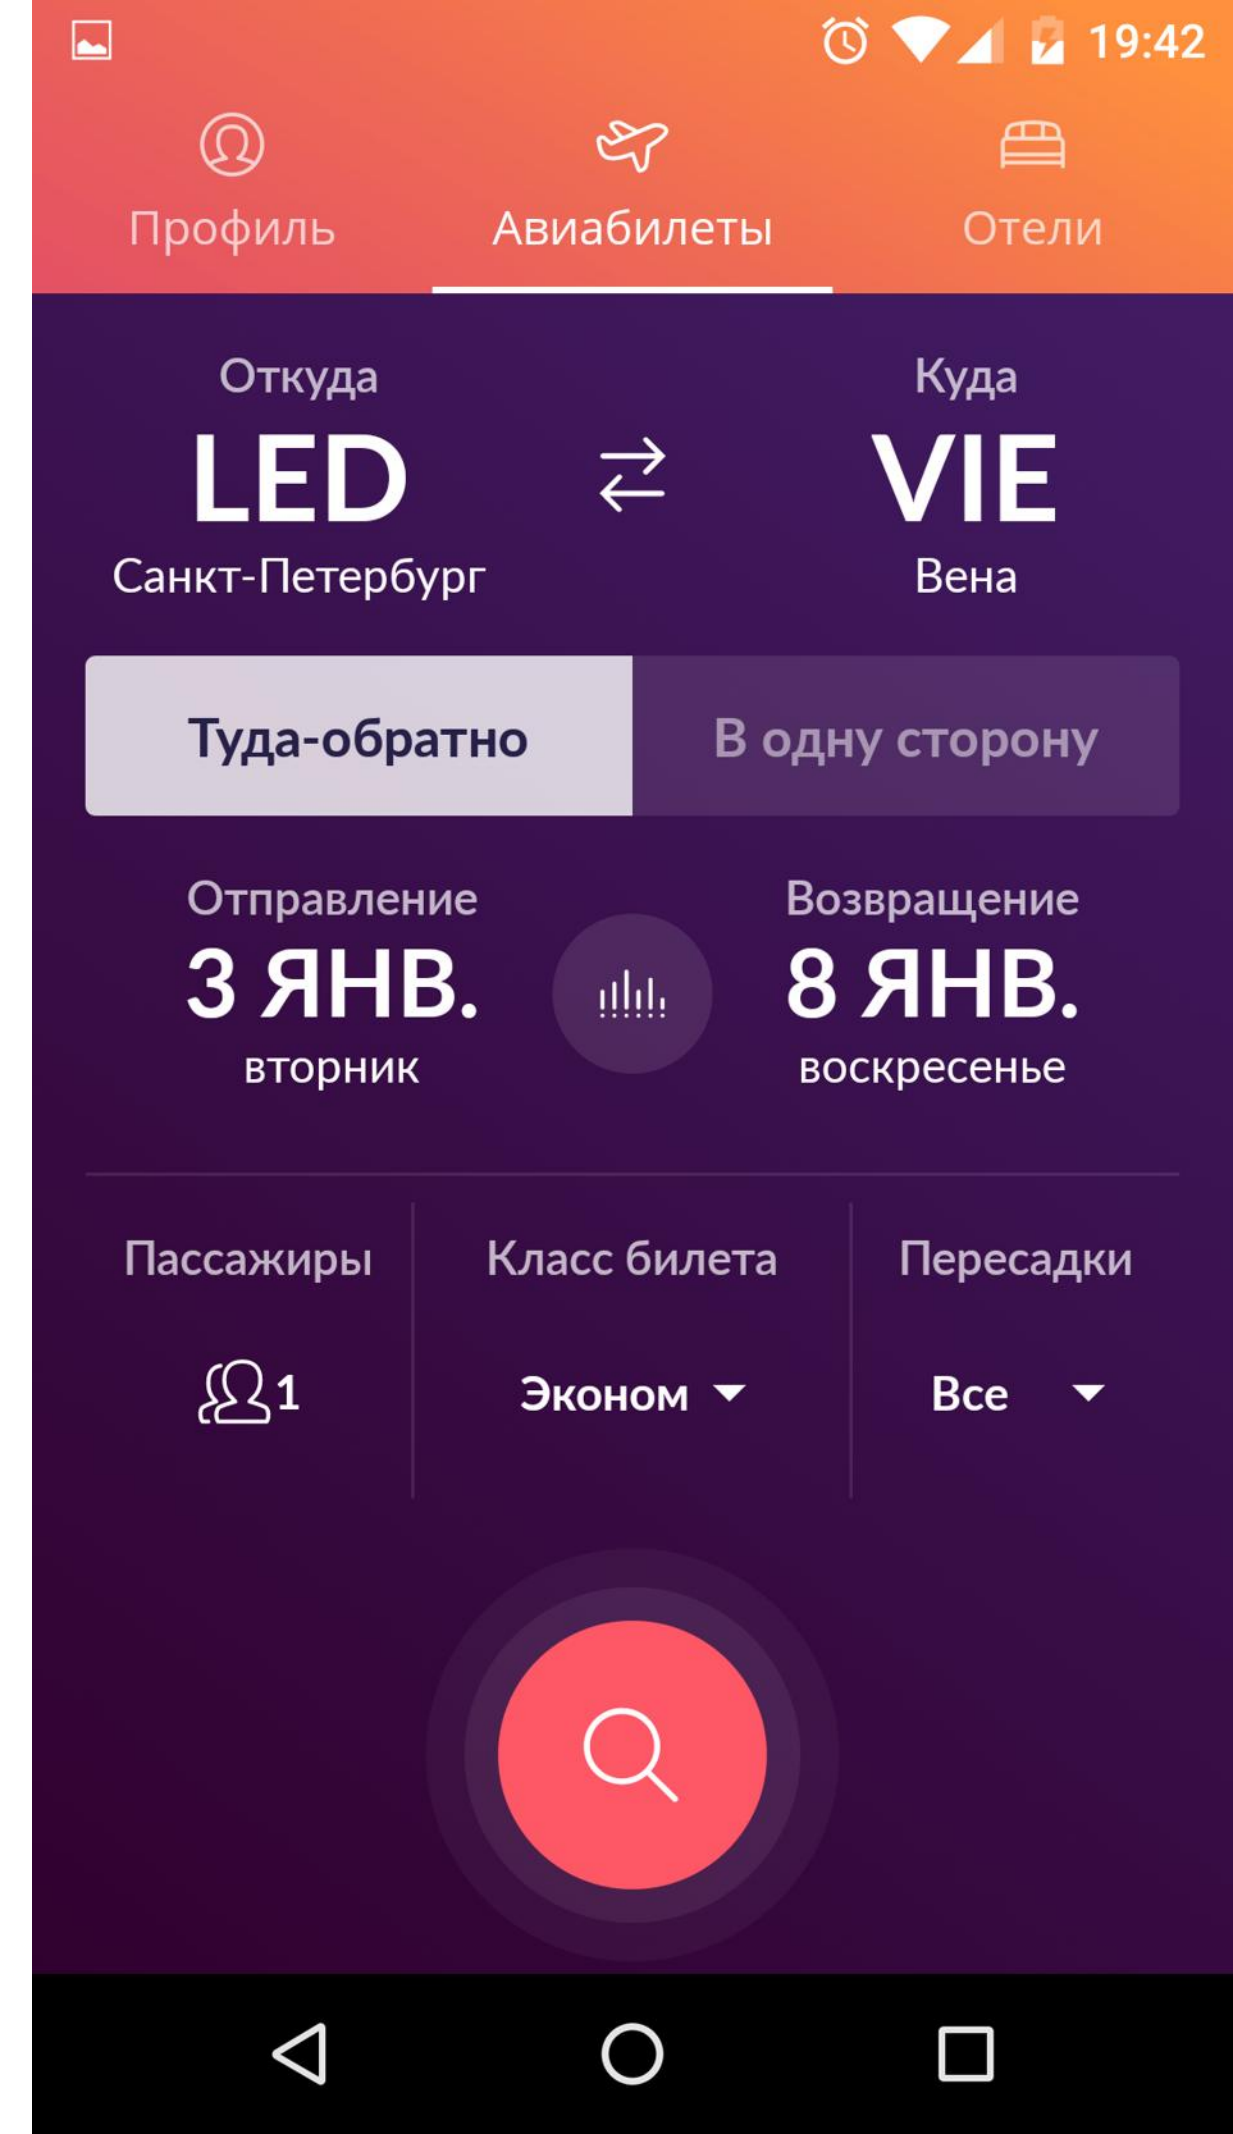 19:42
Профиль
Авиабилеты
Отели
Откуда
Куда
LED
VIE
Санкт-Петербург
Вена
Туда-обратно
В одну сторону
Отправление
Возвращение
3 ЯНВ.
8 ЯНВ.
вторник
воскресенье
Пассажиры
Класс билета
Пересадки
1
Эконом
Все